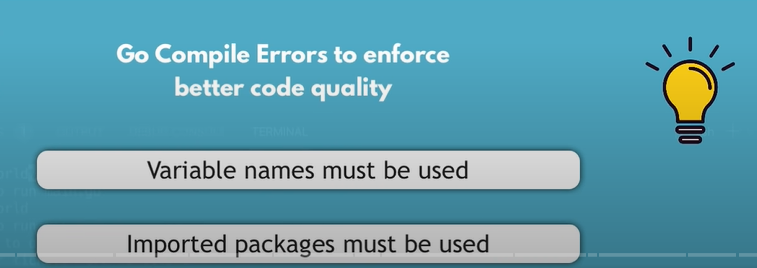 Go Compile Errors to enforce
better code quality
TERMINAL
Variable names must be used
Imported packages must be used